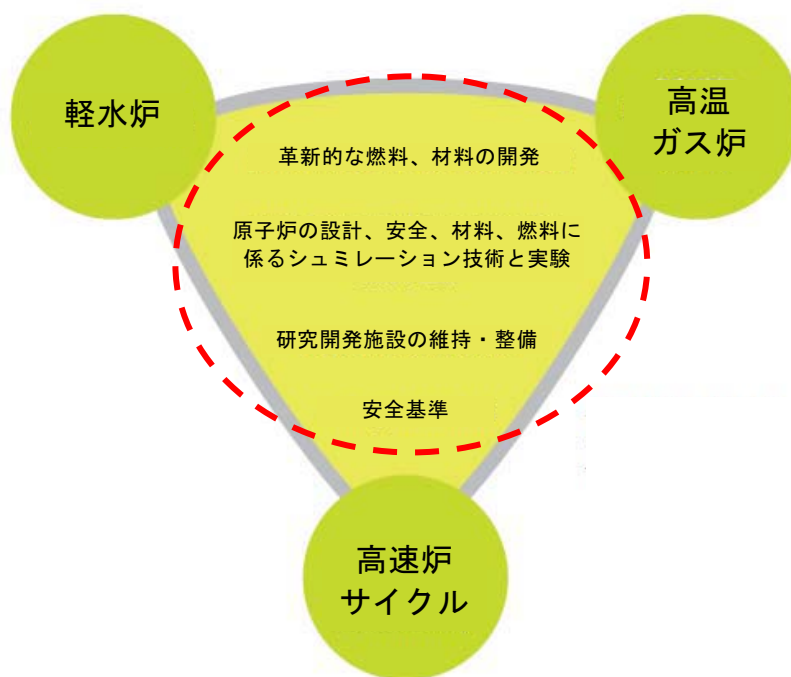 軽水炉
高温
ガス炉
革新的な燃料、材料の開発
原子炉の設計、安全、材料、燃料に
係るシュミレーション技術と実験
研究開発施設の維持・整備
安全基準
高速炉
サイクル